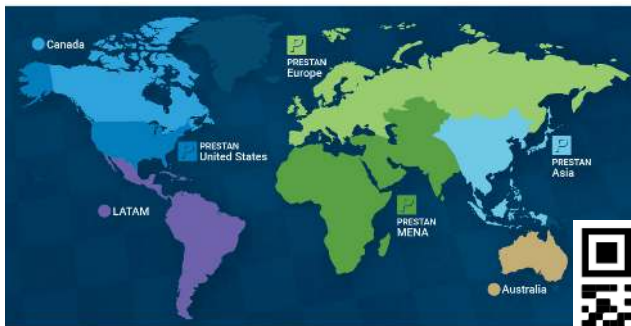 Canada
P
PRESTAN
Europe
P
PRESTAN
United States
P
PRESTAN
Asia
LATAM
P
PRESTAN
MENA
Australia